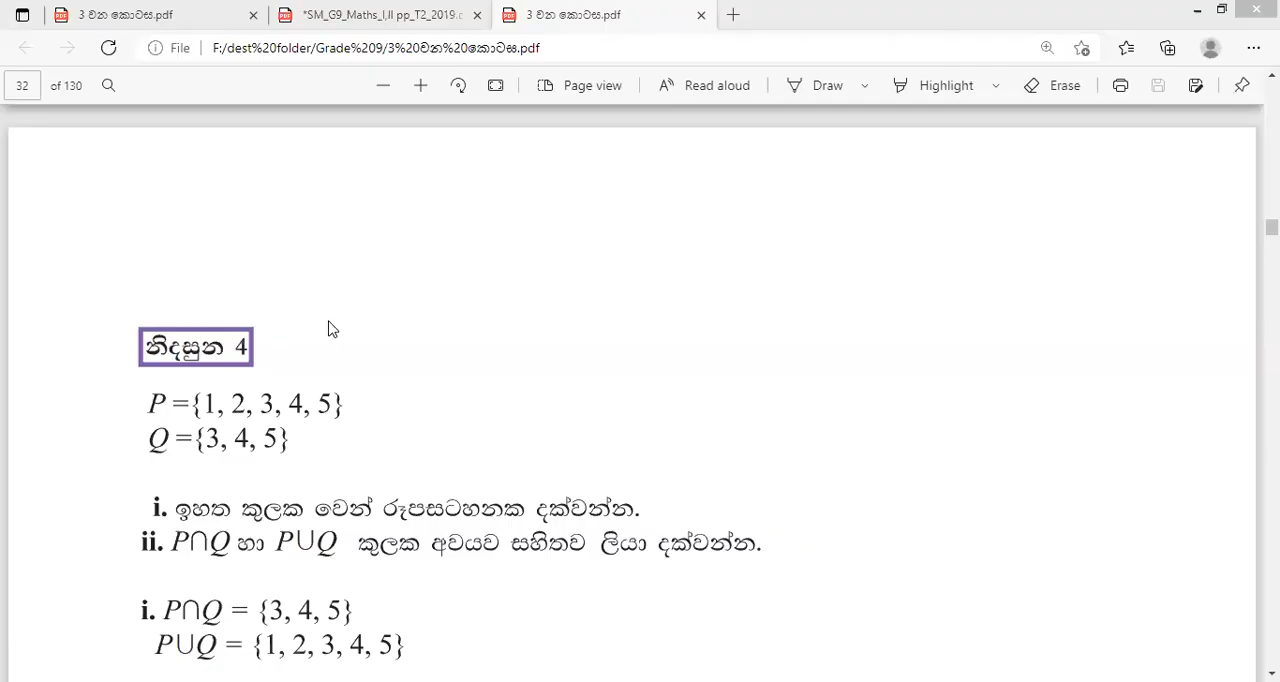 3 වන කොටස.pdf
*SM_G9_Maths_I,II pp_T2_2019.
3 වන කොටස.pdf
File
F:/dest%20folder/Grade%209/3%20වන%20කොටස.pdf
32 of 130
Page view
Read aloud
Draw
Highlight
Erase
නිදසුන 4
P ={1, 2, 3, 4, 5}
Q ={3, 4, 5}
i. ඉහත කුලක වෙන් රූපසටහනක දක්වන්න.
ii. P∩Q හා P∪Q කුලක අවයව සහිතව ලියා දක්වන්න.
i. P∩Q = {3, 4, 5}
P∪Q = {1, 2, 3, 4, 5}